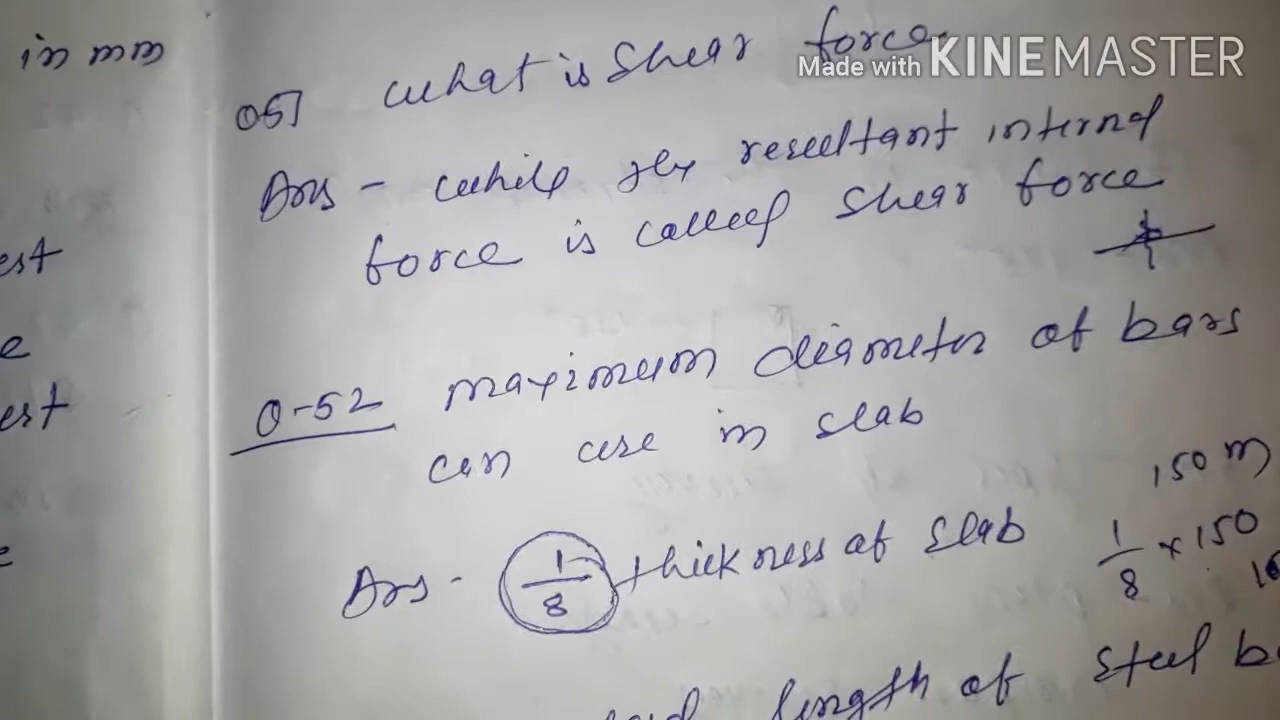 in mm
Made with KINEMASTER
Q51 what is Shear force.
Ans - while the resultant internal
force is called Shear force
est
Q-52 maximum diameter of bars
e
can use in slab
est
150 m
Ans - 1/8 thickness of slab
1/8 x 150
length of steel b